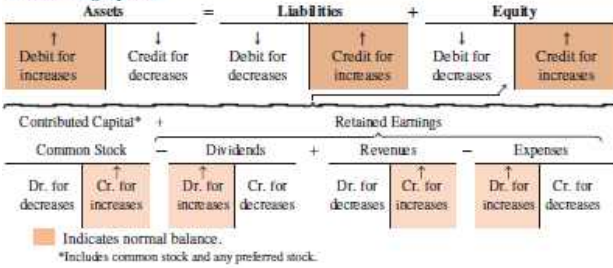 Assets = Liabilities + Equity
↑ ↓ ↓ ↑ ↓ ↑
Debit for Credit for Debit for Credit for Debit for Credit for
increases decreases decreases increases decreases increases
Contributed Capital* + Retained Earnings
Common Stock − Dividends + Revenues − Expenses
↑ ↑ ↑ ↑
Dr. for Cr. for Dr. for Cr. for Dr. for Cr. for Dr. for Cr. for
decreases increases increases decreases decreases increases increases decreases
Indicates normal balance.
*Includes common stock and any preferred stock.